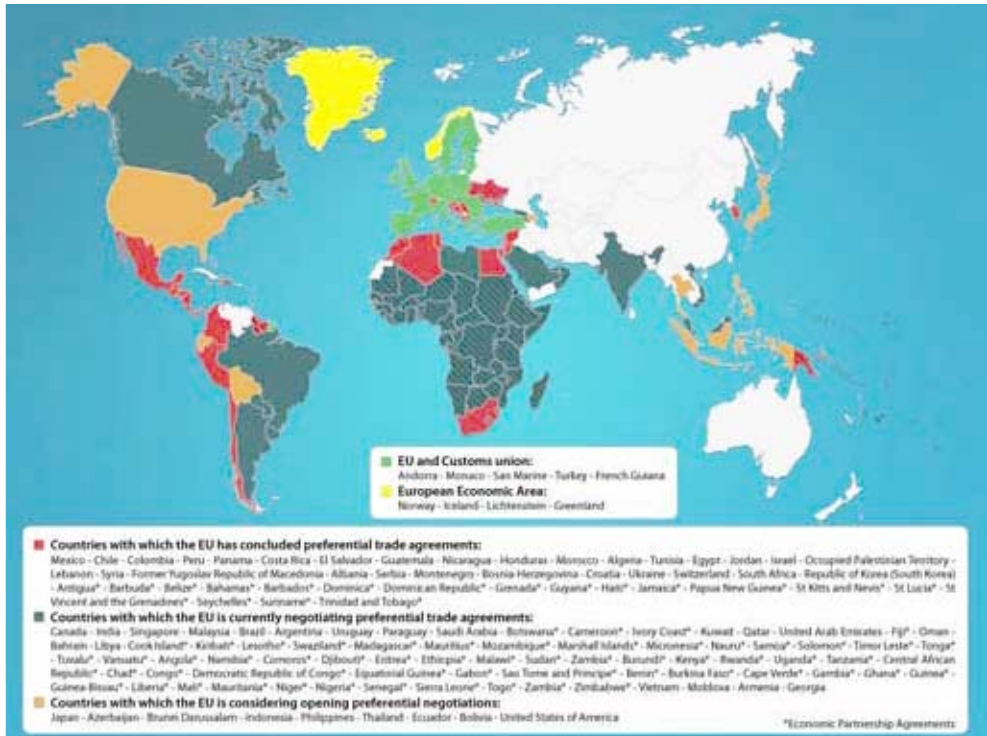 EU and Customs union:
Andorra - Monaco - San Marine - Turkey - French Guiana
European Economic Area:
Norway - Iceland - Lichtenstein - Greenland
Countries with which the EU has concluded preferential trade agreements:
Mexico - Chile - Colombia - Peru - Panama - Costa Rica - El Salvador - Guatemala - Nicaragua - Honduras - Morocco - Algeria - Tunisia - Egypt - Jordan - Israel - Occupied Palestinian Territory -
Lebanon - Syria - Former Yugoslav Republic of Macedonia - Albania - Serbia - Montenegro - Bosnia Herzegovina - Croatia - Ukraine - Switzerland - South Africa - Republic of Korea (South Korea)
- Antigua* - Barbuda* - Belize* - Bahamas* - Barbados* - Dominica* - Dominican Republic* - Grenada* - Guyana* - Haiti* - Jamaica* - Papua New Guinea* - St Kitts and Nevis* - St Lucia* - St
Vincent and the Grenadines* - Seychelles* - Suriname* - Trinidad and Tobago*
Countries with which the EU is currently negotiating preferential trade agreements:
Canada - India - Singapore - Malaysia - Brazil - Argentina - Uruguay - Paraguay - Saudi Arabia - Botswana* - Cameroon* - Ivory Coast* - Kuwait - Qatar - United Arab Emirates - Fiji* - Oman -
Bahrain - Libya - Cook Island* - Kiribati* - Lesotho* - Swaziland* - Madagascar* - Mauritius* - Mozambique* - Marshall Islands* - Micronesia* - Nauru* - Samoa* - Solomon* - Timor Leste* - Tonga*
- Tuvalu* - Vanuatu* - Angola* - Namibia* - Comoros* - Djibouti* - Eritrea* - Ethiopia* - Malawi* - Sudan* - Zambia* - Burundi* - Kenya* - Rwanda* - Uganda* - Tanzania* - Central African
Republic* - Chad* - Congo* - Democratic Republic of Congo* - Equatorial Guinea* - Gabon* - Sao Tome and Principe* - Benin* - Burkina Faso* - Cape Verde* - Gambia* - Ghana* - Guinea* -
Guinea-Bissau* - Liberia* - Mali* - Mauritania* - Niger* - Nigeria* - Senegal* - Sierra Leone* - Togo* - Zambia* - Zimbabwe* - Vietnam - Moldova - Armenia - Georgia
Countries with which the EU is considering opening preferential negotiations:
Japan - Azerbaijan - Brunei Darussalam - Indonesia - Philippines - Thailand - Ecuador - Bolivia - United States of America
*Economic Partnership Agreements